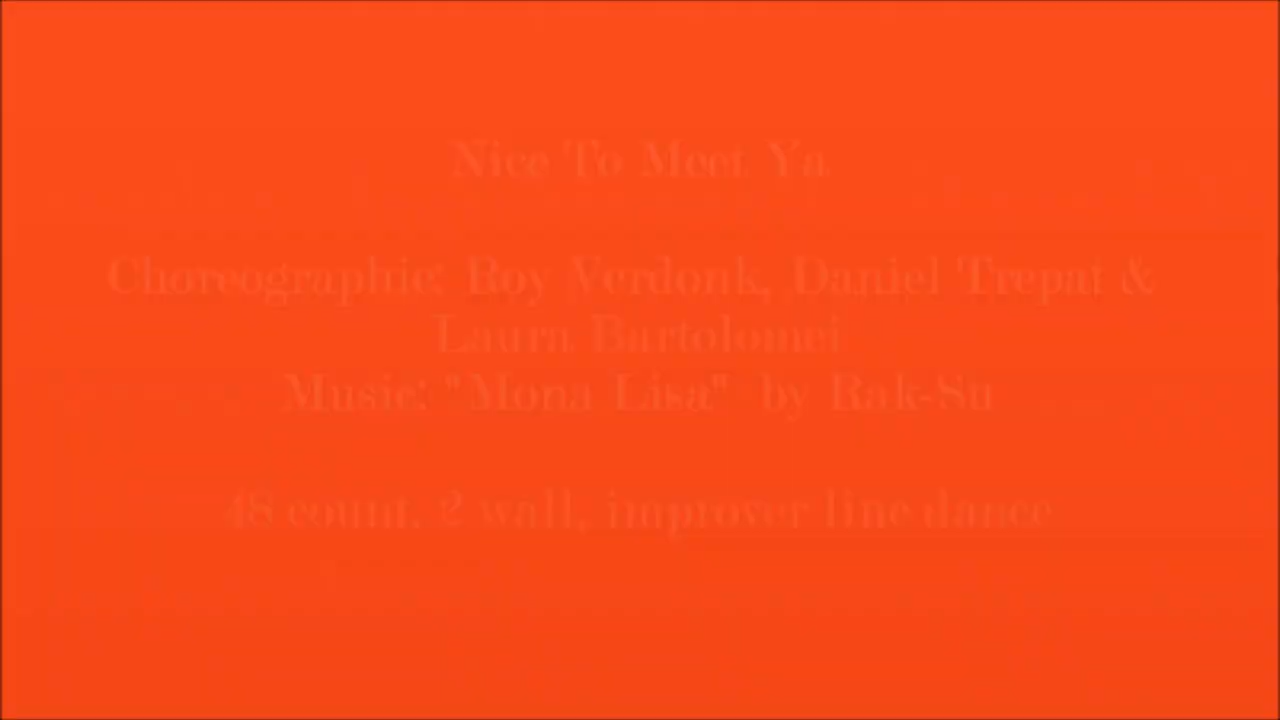 Nice To Meet Ya
Choreographie: Roy Verdonk, Daniel Trepat &
Laura Bartolomei
Music: "Mona Lisa" by Rak-Su
48 count, 2 wall, improver line dance